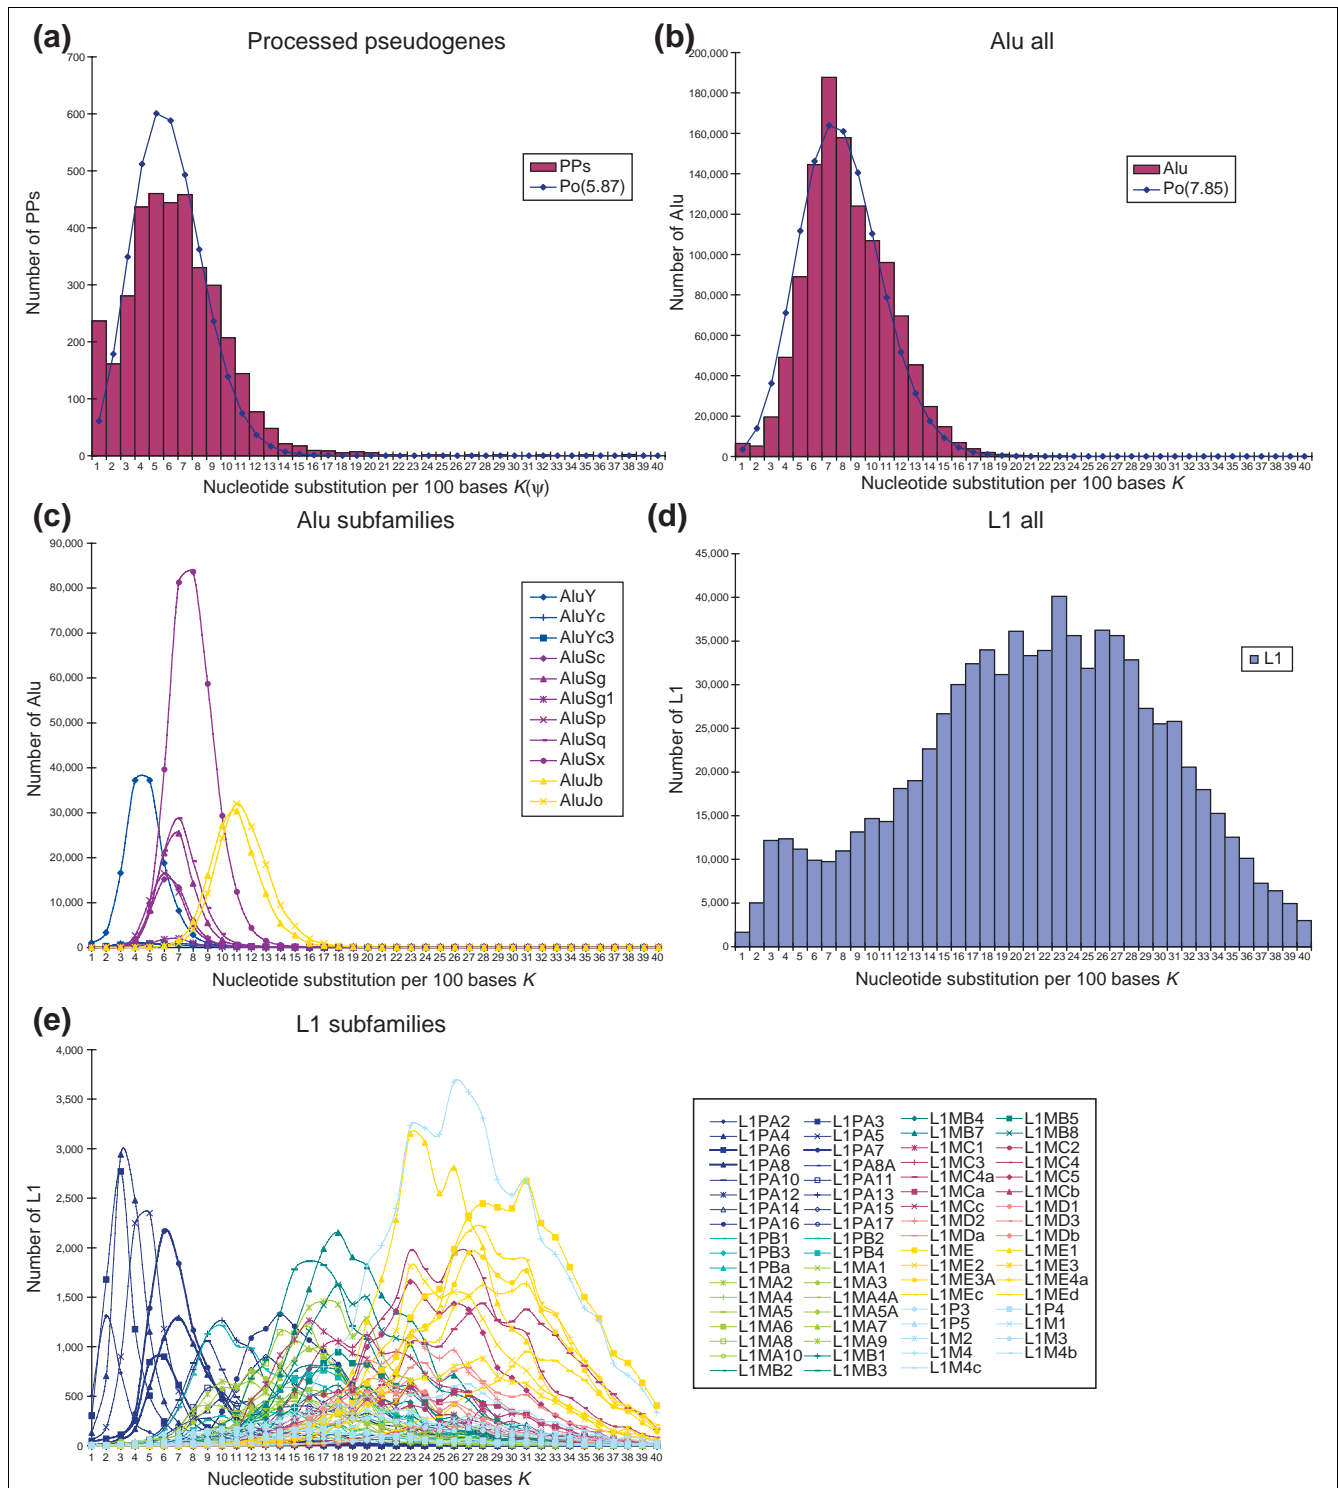 (a) Processed pseudogenes
Number of PPs
700
600
500
400
300
200
100
0
PPs
Po(5.87)
1 2 3 4 5 6 7 8 9 10 11 12 13 14 15 16 17 18 19 20 21 22 23 24 25 26 27 28 29 30 31 32 33 34 35 36 37 38 39 40
Nucleotide substitution per 100 bases K(ψ)
(b) Alu all
Number of Alu
200,000
180,000
160,000
140,000
120,000
100,000
80,000
60,000
40,000
20,000
0
Alu
Po(7.85)
1 2 3 4 5 6 7 8 9 10 11 12 13 14 15 16 17 18 19 20 21 22 23 24 25 26 27 28 29 30 31 32 33 34 35 36 37 38 39 40
Nucleotide substitution per 100 bases K
(c) Alu subfamilies
Number of Alu
90,000
80,000
70,000
60,000
50,000
40,000
30,000
20,000
10,000
0
AluY
AluYc
AluYc3
AluSc
AluSg
AluSg1
AluSp
AluSq
AluSx
AluJb
AluJo
1 2 3 4 5 6 7 8 9 10 11 12 13 14 15 16 17 18 19 20 21 22 23 24 25 26 27 28 29 30 31 32 33 34 35 36 37 38 39 40
Nucleotide substitution per 100 bases K
(d) L1 all
Number of L1
45,000
40,000
35,000
30,000
25,000
20,000
15,000
10,000
5,000
0
L1
1 2 3 4 5 6 7 8 9 10 11 12 13 14 15 16 17 18 19 20 21 22 23 24 25 26 27 28 29 30 31 32 33 34 35 36 37 38 39 40
Nucleotide substitution per 100 bases K
(e) L1 subfamilies
Number of L1
4,000
3,500
3,000
2,500
2,000
1,500
1,000
500
0
1 2 3 4 5 6 7 8 9 10 11 12 13 14 15 16 17 18 19 20 21 22 23 24 25 26 27 28 29 30 31 32 33 34 35 36 37 38 39 40
Nucleotide substitution per 100 bases K
L1PA2 L1PA3 L1MB4 L1MB5
L1PA4 L1PA5 L1MB7 L1MB8
L1PA6 L1PA7 L1MC1 L1MC2
L1PA8 L1PA8A L1MC3 L1MC4
L1PA10 L1PA11 L1MC4a L1MC5
L1PA12 L1PA13 L1MCa L1MCb
L1PA14 L1PA15 L1MCc L1MD1
L1PA16 L1PA17 L1MD2 L1MD3
L1PB1 L1PB2 L1MDa L1MDb
L1PB3 L1PB4 L1ME L1ME1
L1PBa L1MA1 L1ME2 L1ME3
L1MA2 L1MA3 L1ME3A L1ME4a
L1MA4 L1MA4A L1MEc L1MEd
L1MA5 L1MA5A L1P3 L1P4
L1MA6 L1MA7 L1P5 L1M1
L1MA8 L1MA9 L1M2 L1M3
L1MA10 L1MB1 L1M4 L1M4b
L1MB2 L1MB3 L1M4c